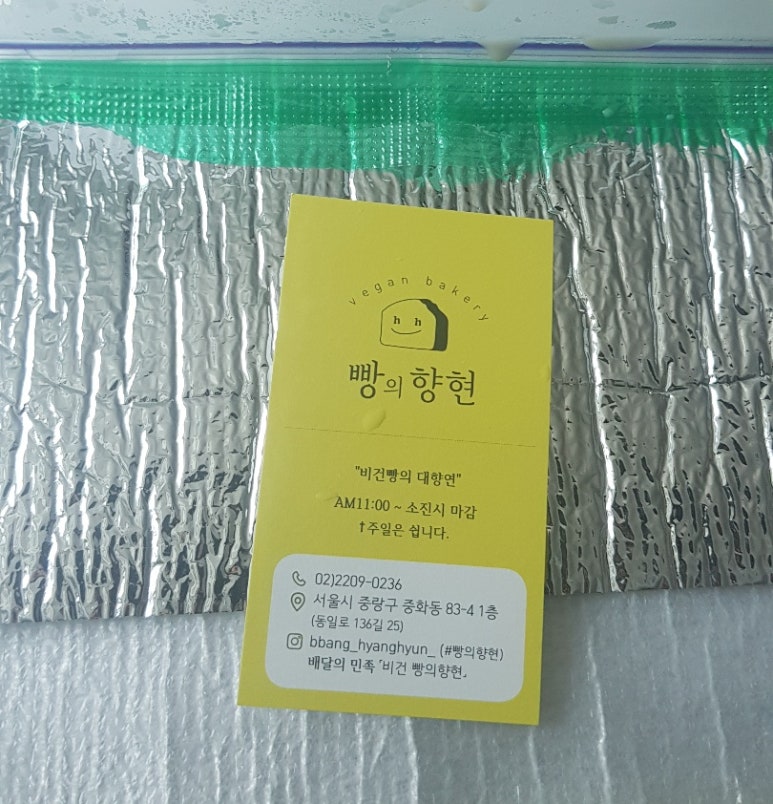 vegan bakery
h h
빵의 향현
"비건빵의 대향연"
AM11:00 ~ 소진시 마감
†주일은 쉽니다.
02)2209-0236
서울시 중랑구 중화동 83-4 1층
(동일로 136길 25)
bbang_hyanghyun_ (#빵의향현)
배달의 민족 「비건 빵의향현」